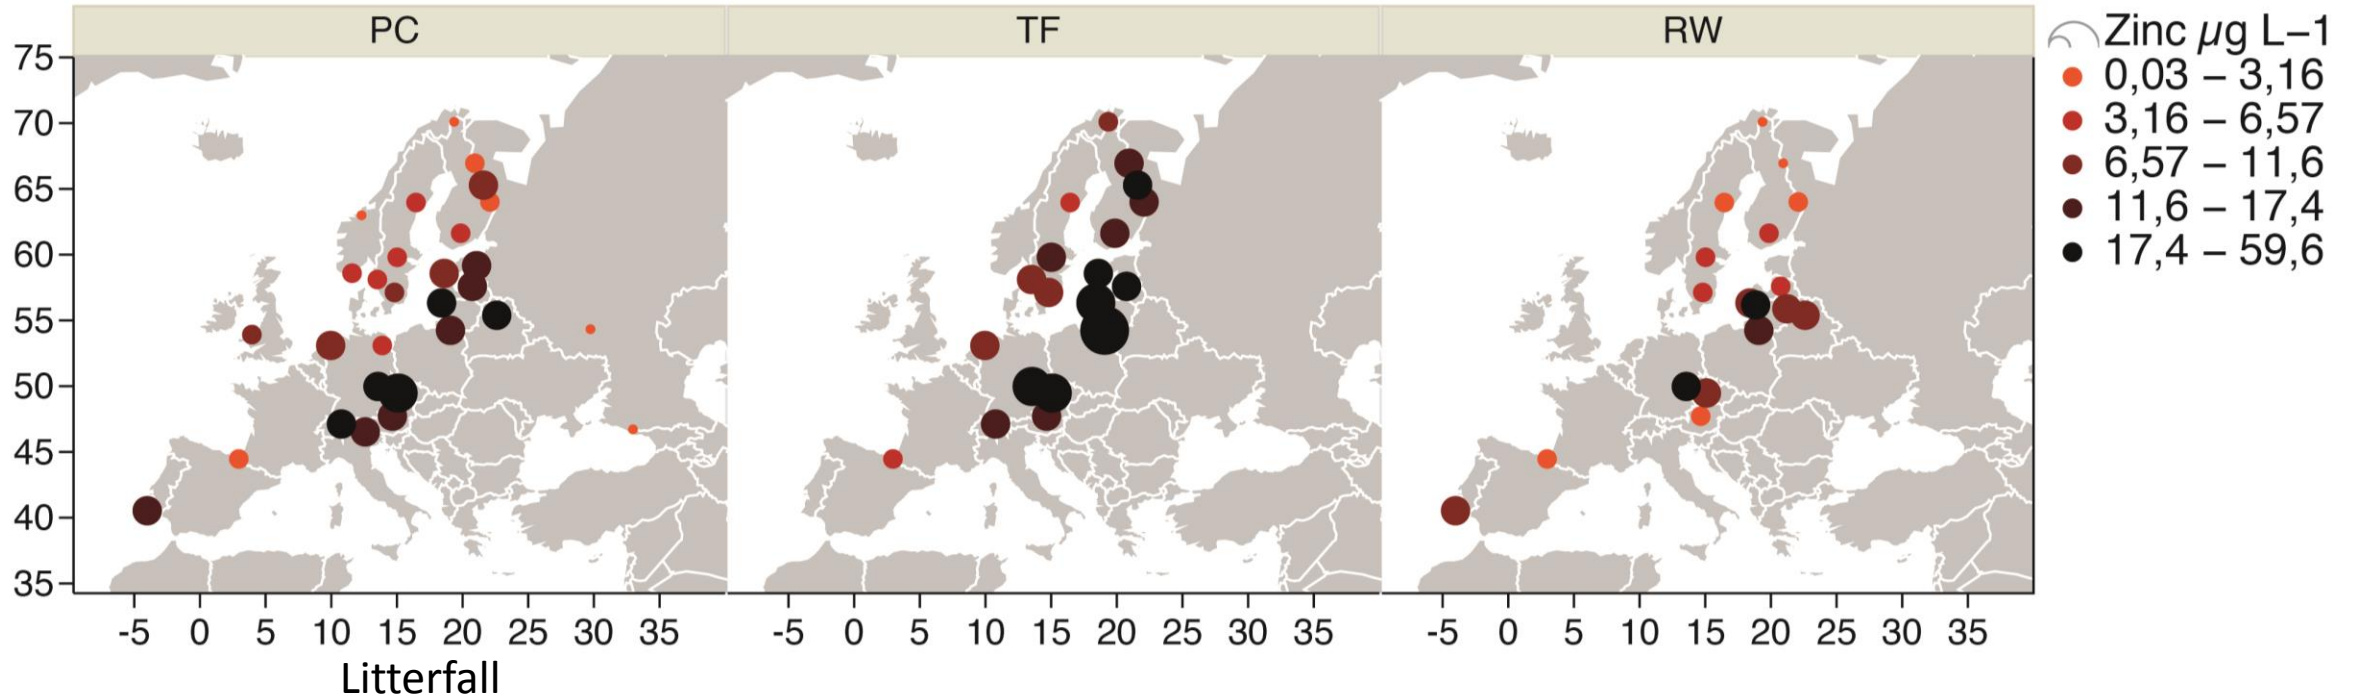 PC TF RW
Zinc µg L–1
0,03 – 3,16
3,16 – 6,57
6,57 – 11,6
11,6 – 17,4
17,4 – 59,6
75
70
65
60
55
50
45
40
35
-5 0 5 10 15 20 25 30 35
-5 0 5 10 15 20 25 30 35
-5 0 5 10 15 20 25 30 35
Litterfall